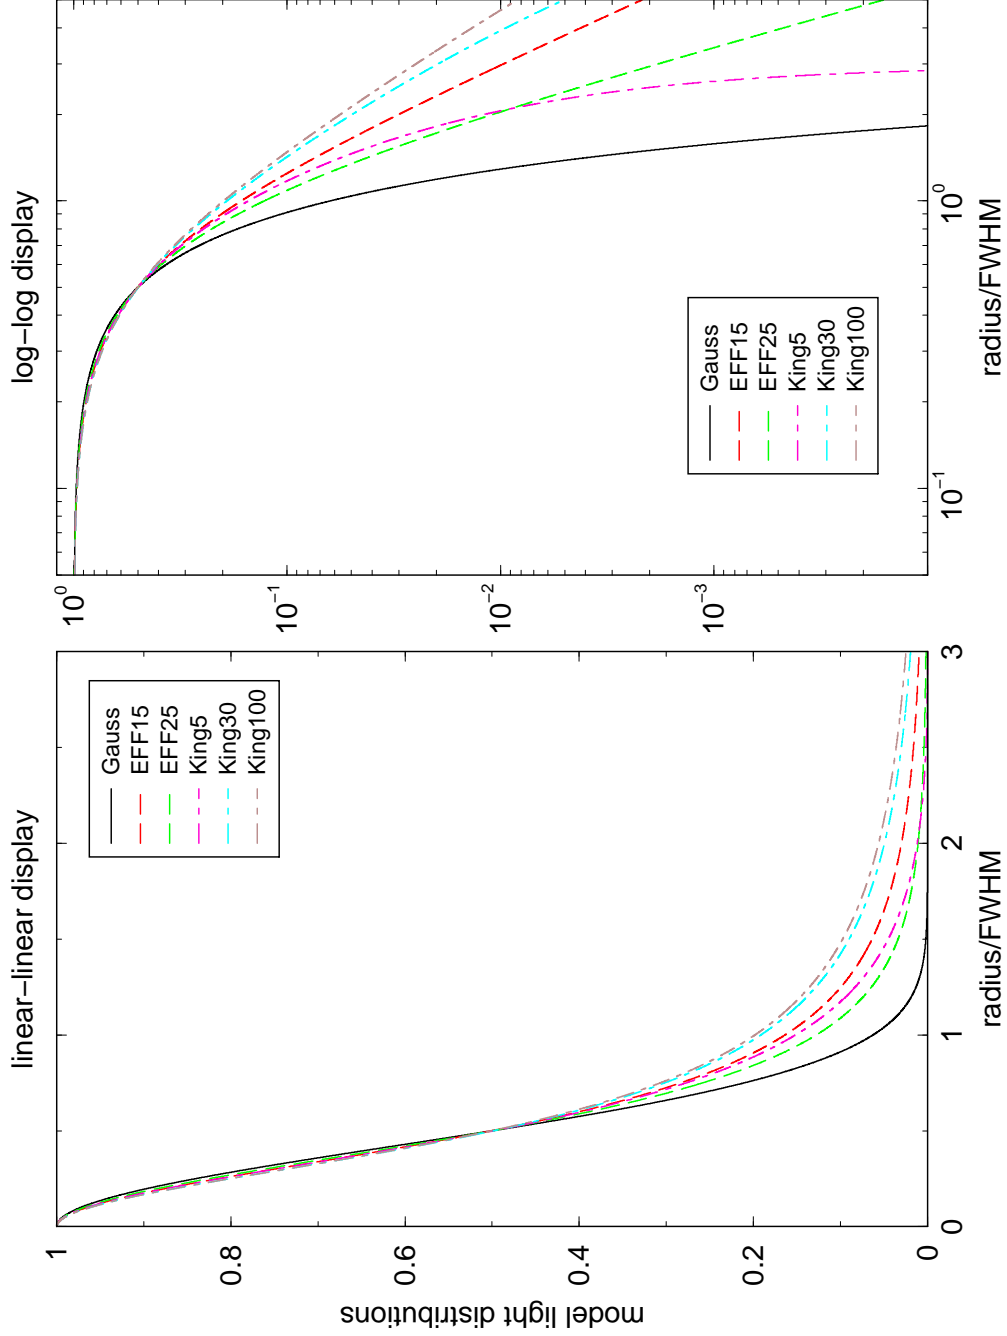 linear-linear display
model light distributions
1
0.8
0.6
0.4
0.2
0
0
1
2
3
radius/FWHM
Gauss
EFF15
EFF25
King5
King30
King100
log-log display
10^0
10^-1
10^-2
10^-3
10^-1
10^0
radius/FWHM
Gauss
EFF15
EFF25
King5
King30
King100